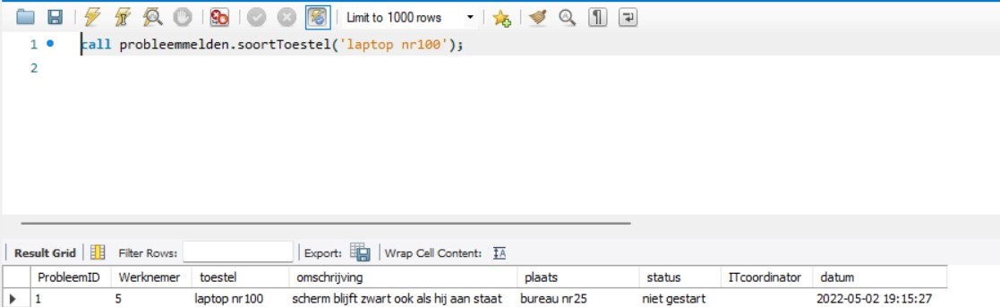 Limit to 1000 rows
1 call probleemmelden.soortToestel('laptop nr100');
2
Result Grid Filter Rows: Export: Wrap Cell Content: IA
ProbleemID Werknemer toestel omschrijving plaats status ITcoordinator datum
1 5 laptop nr100 scherm blijft zwart ook als hij aan staat bureau nr25 niet gestart 2022-05-02 19:15:27